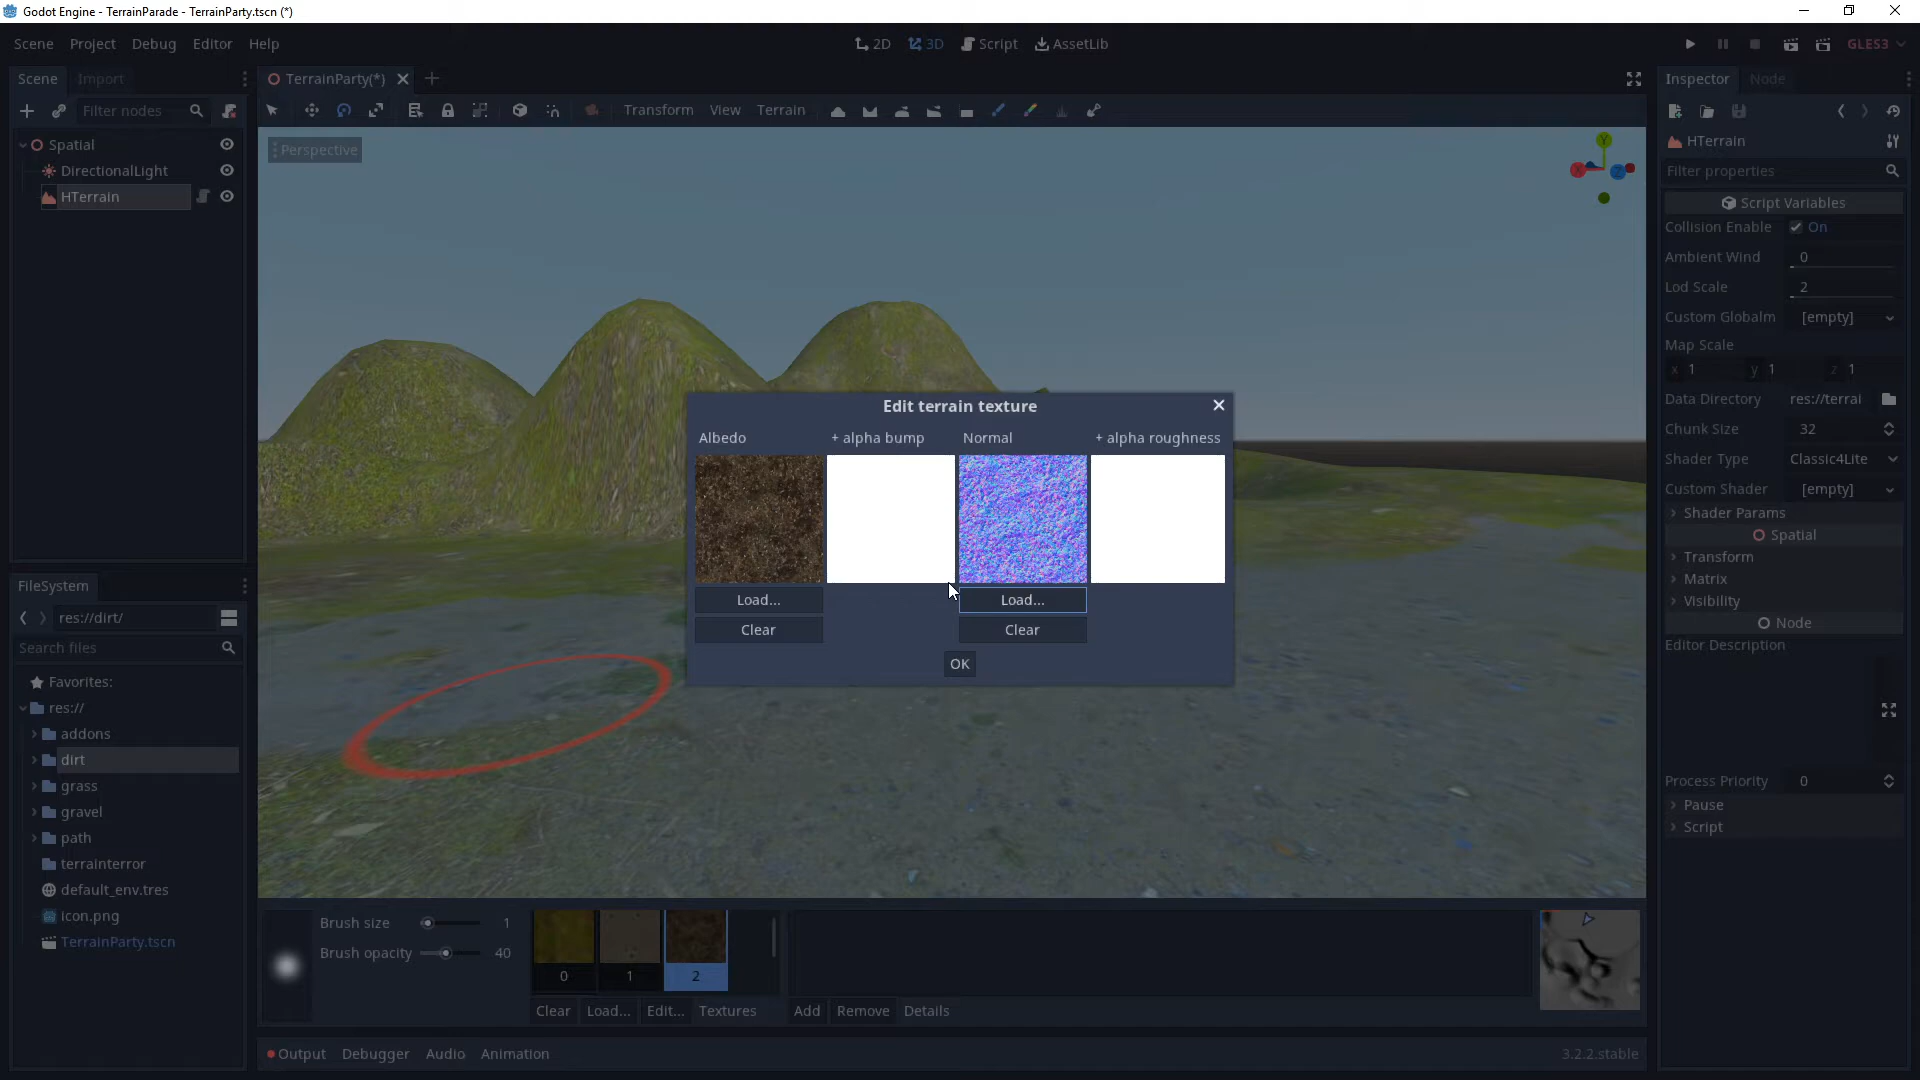 Godot Engine - TerrainParade - TerrainParty.tscn (*)
Scene Project Debug Editor Help
2D 3D Script AssetLib
GLES3
Scene Import
TerrainParty(*)
Inspector Node
Filter nodes
Transform View Terrain
Spatial
DirectionalLight
HTerrain
Perspective
Y
X
Z
HTerrain
Filter properties
Script Variables
Collision Enable On
Ambient Wind 0
Lod Scale 2
Custom Globalm [empty]
Map Scale
x 1 y 1 z 1
Data Directory res://terrai
Chunk Size 32
Shader Type Classic4Lite
Custom Shader [empty]
Shader Params
Spatial
Transform
Matrix
Visibility
Node
Editor Description
Process Priority 0
Pause
Script
Edit terrain texture
Albedo + alpha bump Normal + alpha roughness
Load... Load...
Clear Clear
OK
FileSystem
res://dirt/
Search files
Favorites:
res://
addons
dirt
grass
gravel
path
terrainterror
default_env.tres
icon.png
TerrainParty.tscn
Brush size 1
Brush opacity 40
0 1 2
Clear Load... Edit... Textures
Add Remove Details
Output Debugger Audio Animation
3.2.2.stable